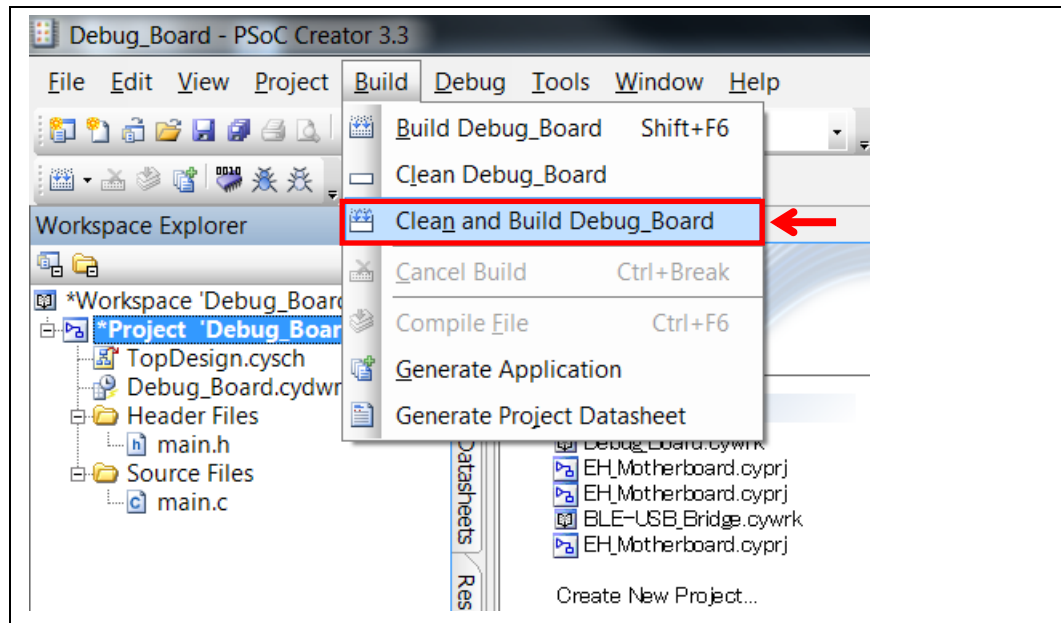 Debug_Board - PSoC Creator 3.3
File Edit View Project Build Debug Tools Window Help
Build Debug_Board Shift+F6
Clean Debug_Board
Clean and Build Debug_Board
Cancel Build Ctrl+Break
Compile File Ctrl+F6
Generate Application
Generate Project Datasheet
Workspace Explorer
*Workspace 'Debug_Board
*Project 'Debug_Boar
TopDesign.cysch
Debug_Board.cydwr
Header Files
main.h
Source Files
main.c
Datasheets
Res
Debug_Board.cywrk
EH_Motherboard.cyprj
EH_Motherboard.cyprj
BLE-USB_Bridge.cywrk
EH_Motherboard.cyprj
Create New Project...